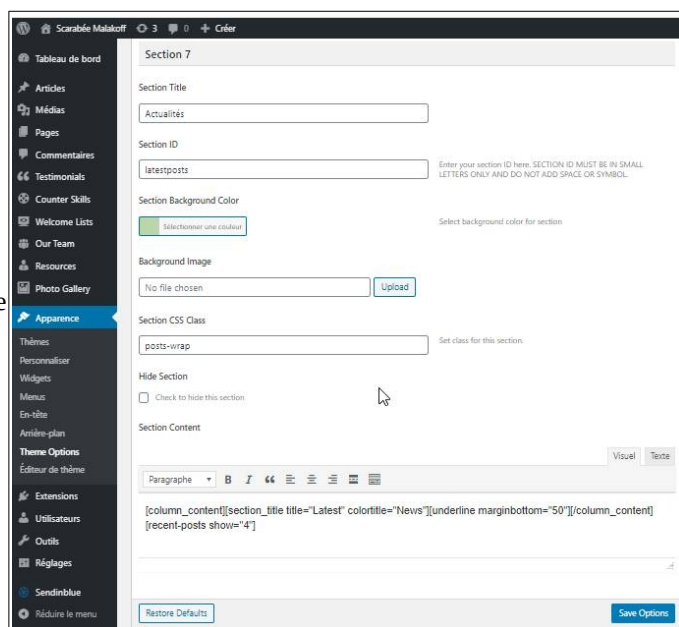 Scarabée Malakoff 3 0 + Créer
Tableau de bord
Articles
Médias
Pages
Commentaires
Testimonials
Counter Skills
Welcome Lists
Our Team
Resources
Photo Gallery
e
Apparence
Thèmes
Personnaliser
Widgets
Menus
En-tête
Arrière-plan
Theme Options
Éditeur de thème
Extensions
Utilisateurs
Outils
Réglages
Sendinblue
Réduire le menu
Section 7
Section Title
Actualités
Section ID
latestposts
Enter your section ID here. SECTION ID MUST BE IN SMALL
LETTERS ONLY AND DO NOT ADD SPACE OR SYMBOL.
Section Background Color
Sélectionner une couleur
Select background color for section
Background Image
No file chosen
Upload
Section CSS Class
posts-wrap
Set class for this section.
Hide Section
Check to hide this section
Section Content
Visuel Texte
Paragraphe B I
[column_content][section_title title="Latest" colortitle="News"][underline marginbottom="50"][/column_content]
[recent-posts show="4"]
Restore Defaults
Save Options